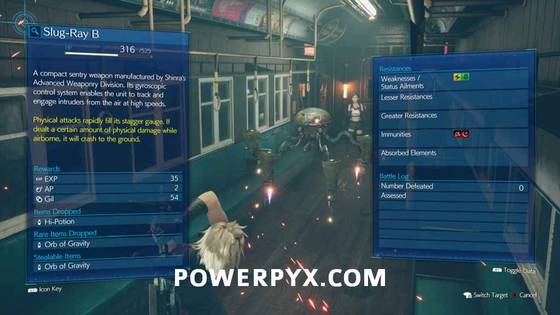 Slug-Ray B
HP 316 / 525
A compact sentry weapon manufactured by Shinra's
Advanced Weaponry Division. Its gyroscopic
control system enables the unit to track and
engage intruders from the air at high speeds.
Physical attacks rapidly fill its stagger gauge. If
dealt a certain amount of physical damage while
airborne, it will crash to the ground.
Rewards
EXP 35
AP 2
Gil 54
Items Dropped
Hi-Potion
Rare Items Dropped
Orb of Gravity
Stealable Items
Orb of Gravity
Icon Key
Resistances
Weaknesses /
Status Ailments
Lesser Resistances
Greater Resistances
Immunities
Absorbed Elements
Battle Log
Number Defeated 0
Assessed
Toggle Data
Switch Target Cancel
POWERPYX.COM